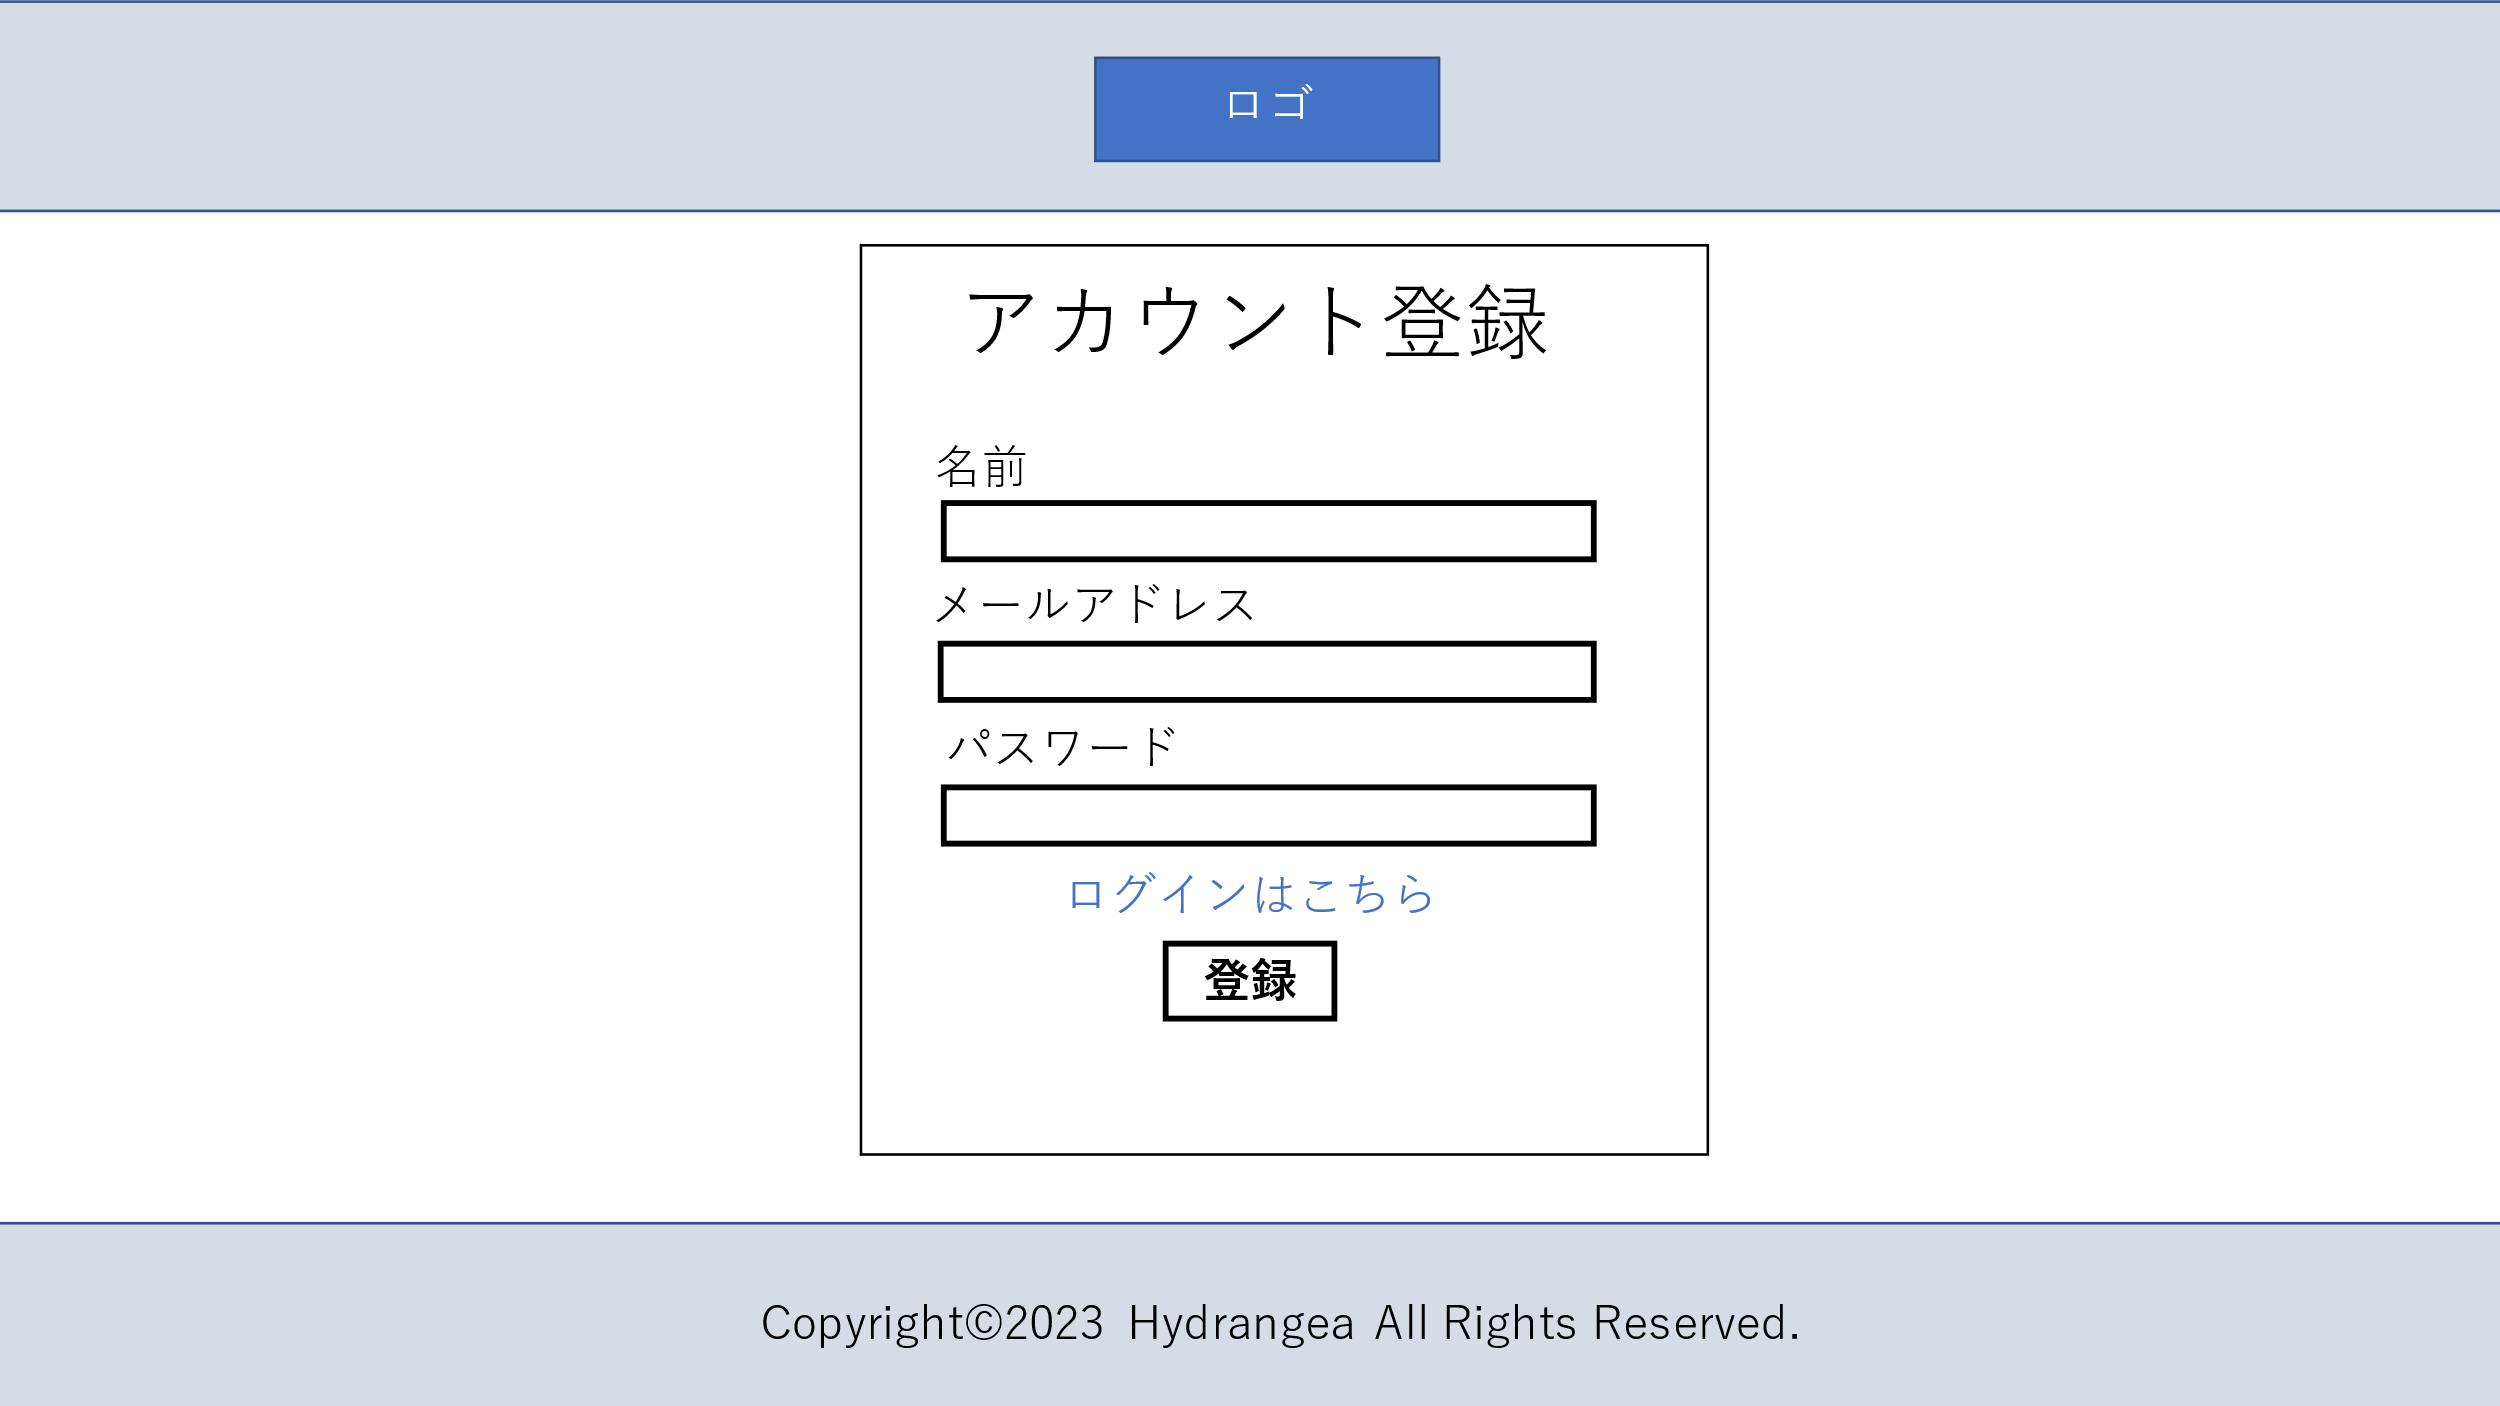 ロゴ
アカウント登録
名前
メールアドレス
パスワード
ログインはこちら
登録
Copyright©2023 Hydrangea All Rights Reserved.